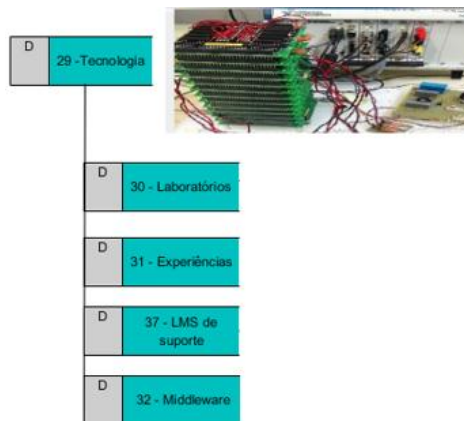 D
29 -Tecnologia
D
30 - Laboratórios
D
31 - Experiências
D
37 - LMS de
suporte
D
32 - Middleware